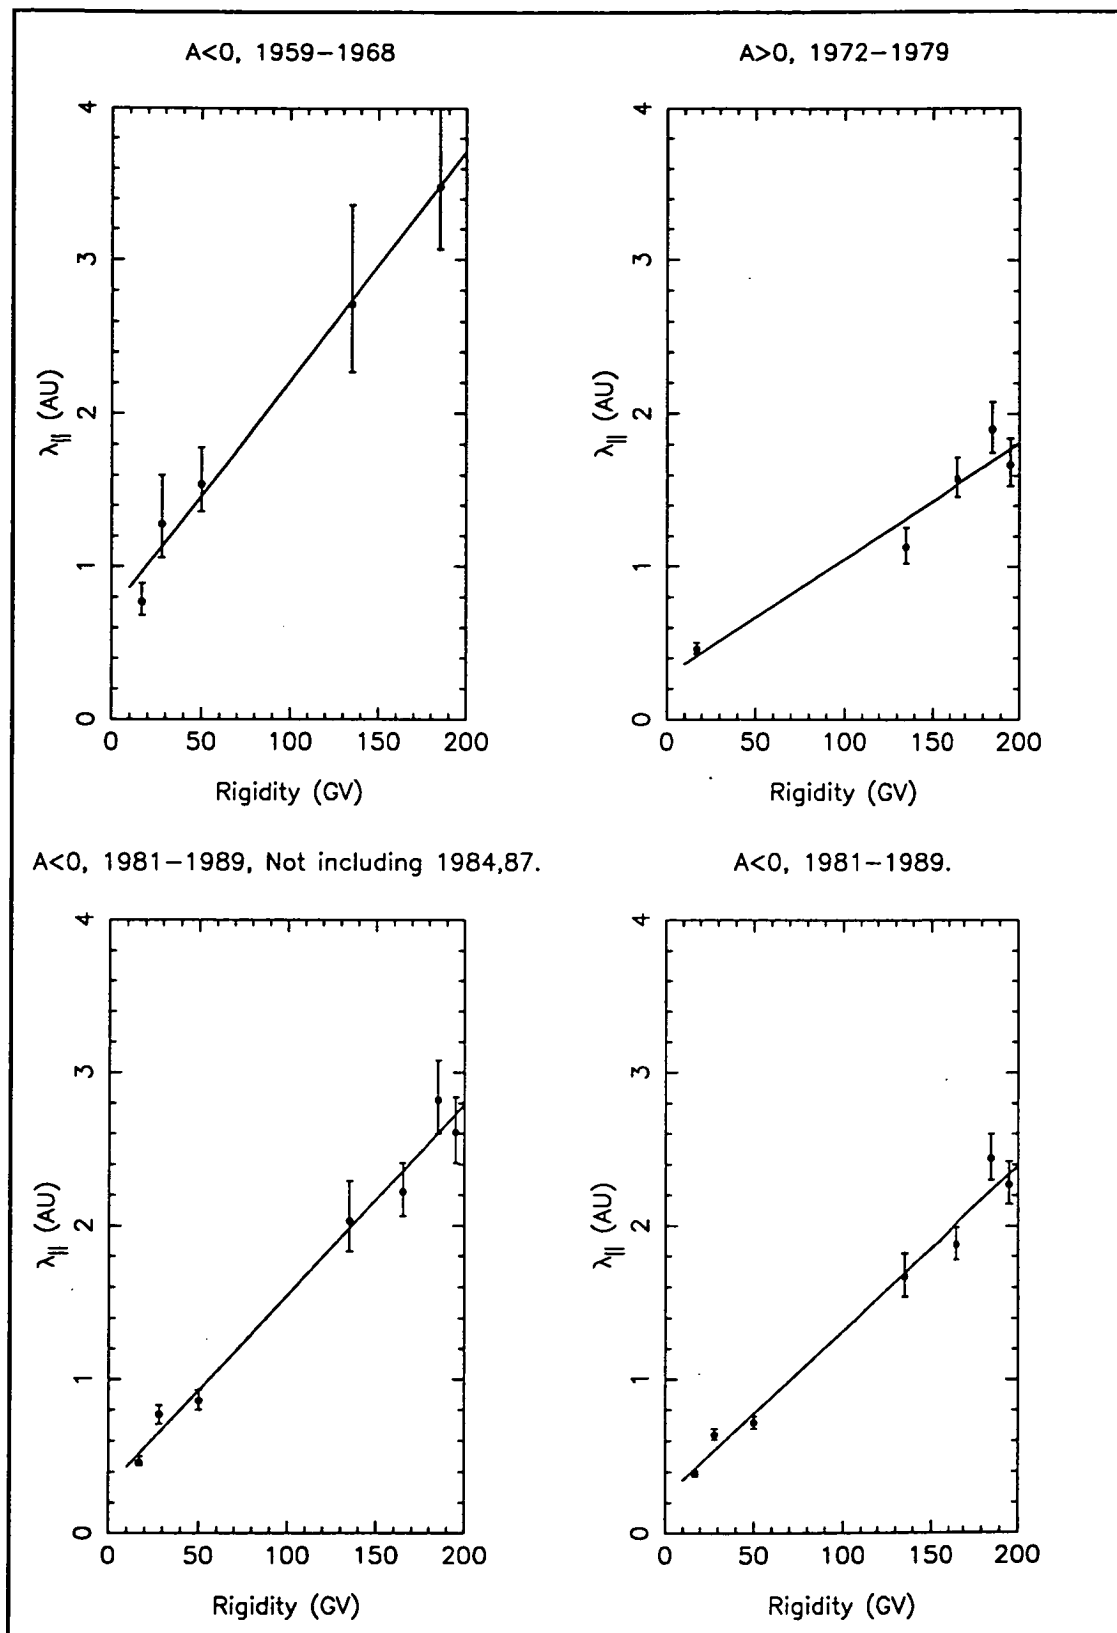 A<0, 1959-1968
4
3
2
1
0
λ|| (AU)
0 50 100 150 200
Rigidity (GV)
A>0, 1972-1979
4
3
2
1
0
λ|| (AU)
0 50 100 150 200
Rigidity (GV)
A<0, 1981-1989, Not including 1984,87.
4
3
2
1
0
λ|| (AU)
0 50 100 150 200
Rigidity (GV)
A<0, 1981-1989.
4
3
2
1
0
λ|| (AU)
0 50 100 150 200
Rigidity (GV)